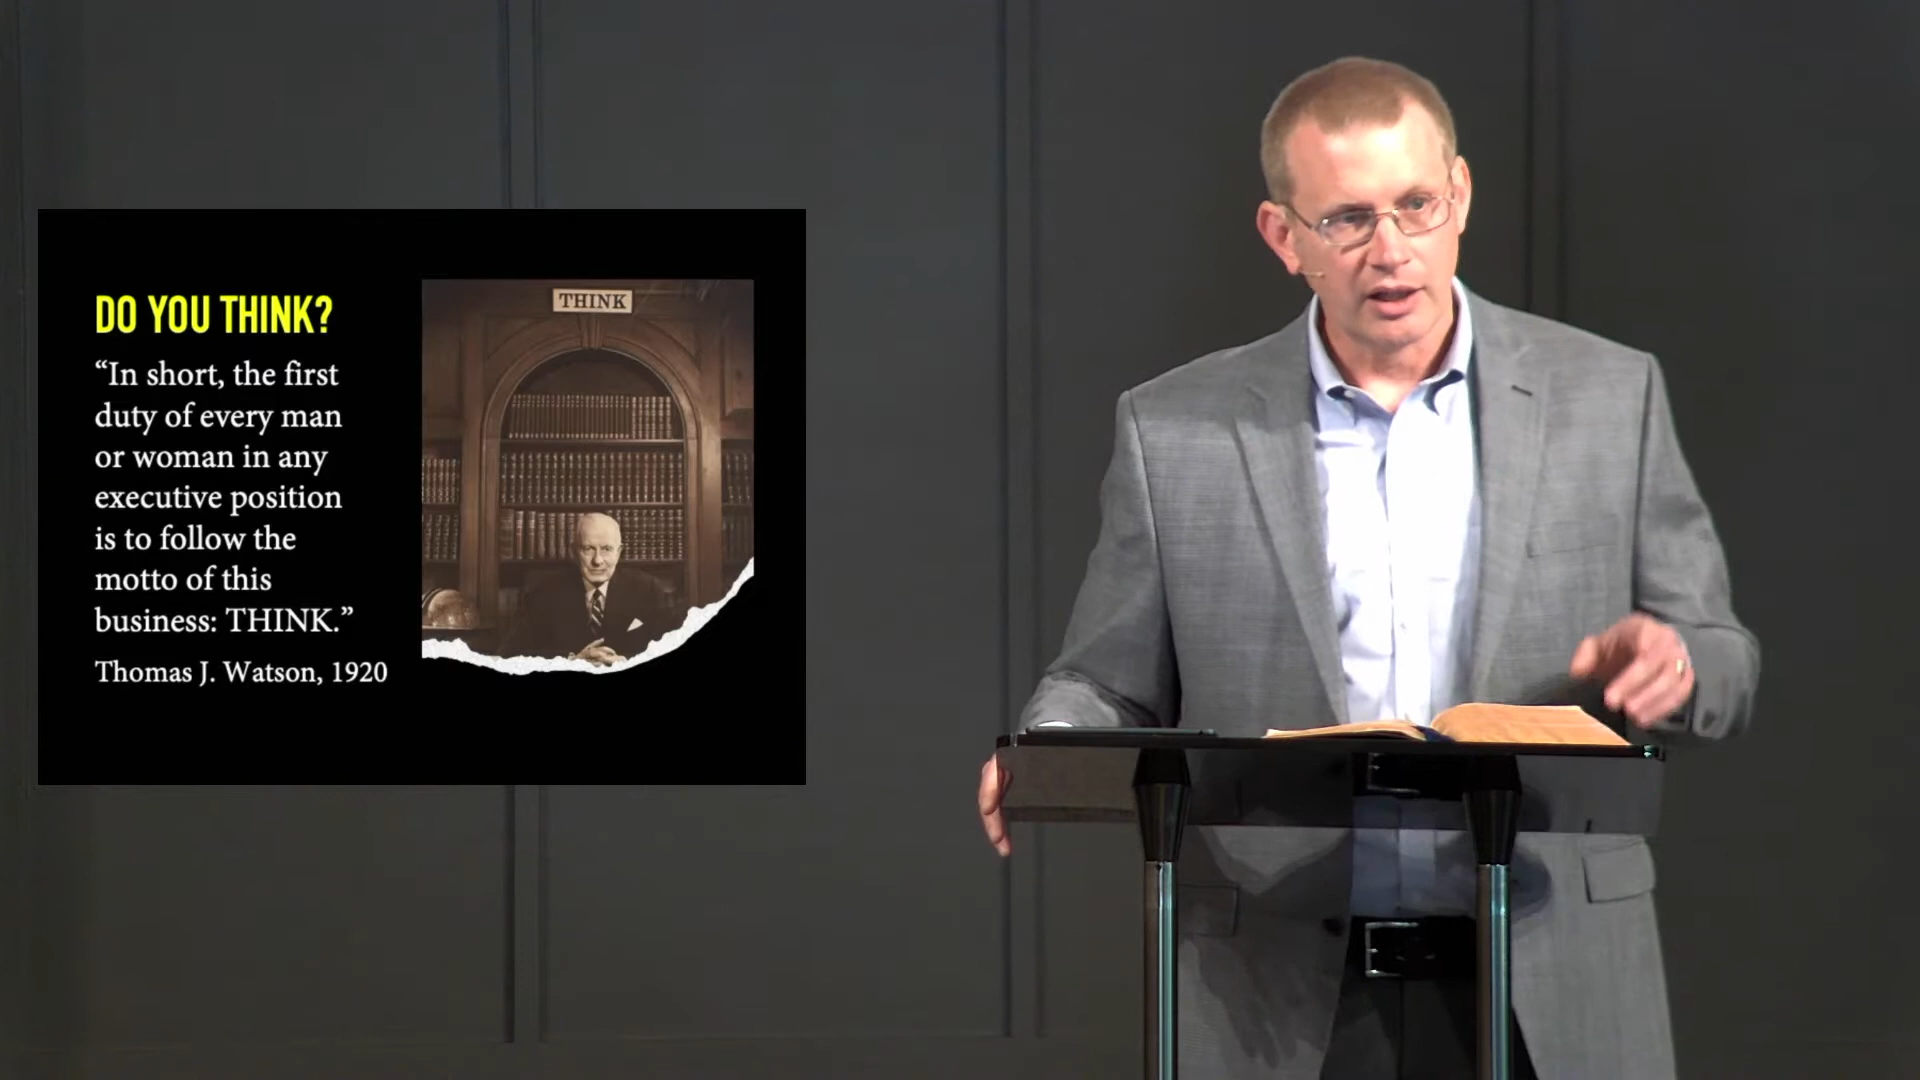 DO YOU THINK?
“In short, the first
duty of every man
or woman in any
executive position
is to follow the
motto of this
business: THINK.”
Thomas J. Watson, 1920
THINK